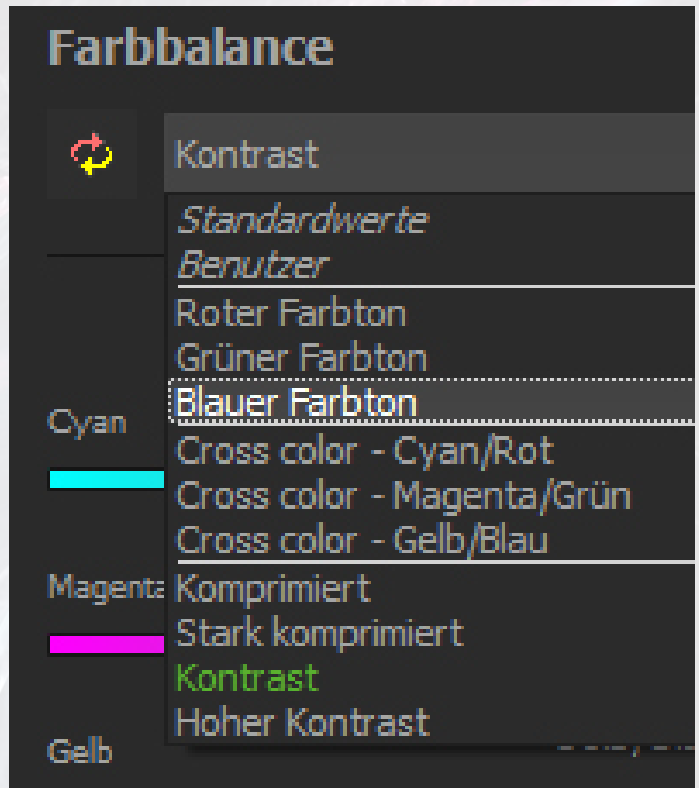 Farbbalance
Kontrast
Standardwerte
Benutzer
Roter Farbton
Grüner Farbton
Blauer Farbton
Cyan
Cross color - Cyan/Rot
Cross color - Magenta/Grün
Cross color - Gelb/Blau
Magenta
Komprimiert
Stark komprimiert
Kontrast
Hoher Kontrast
Gelb